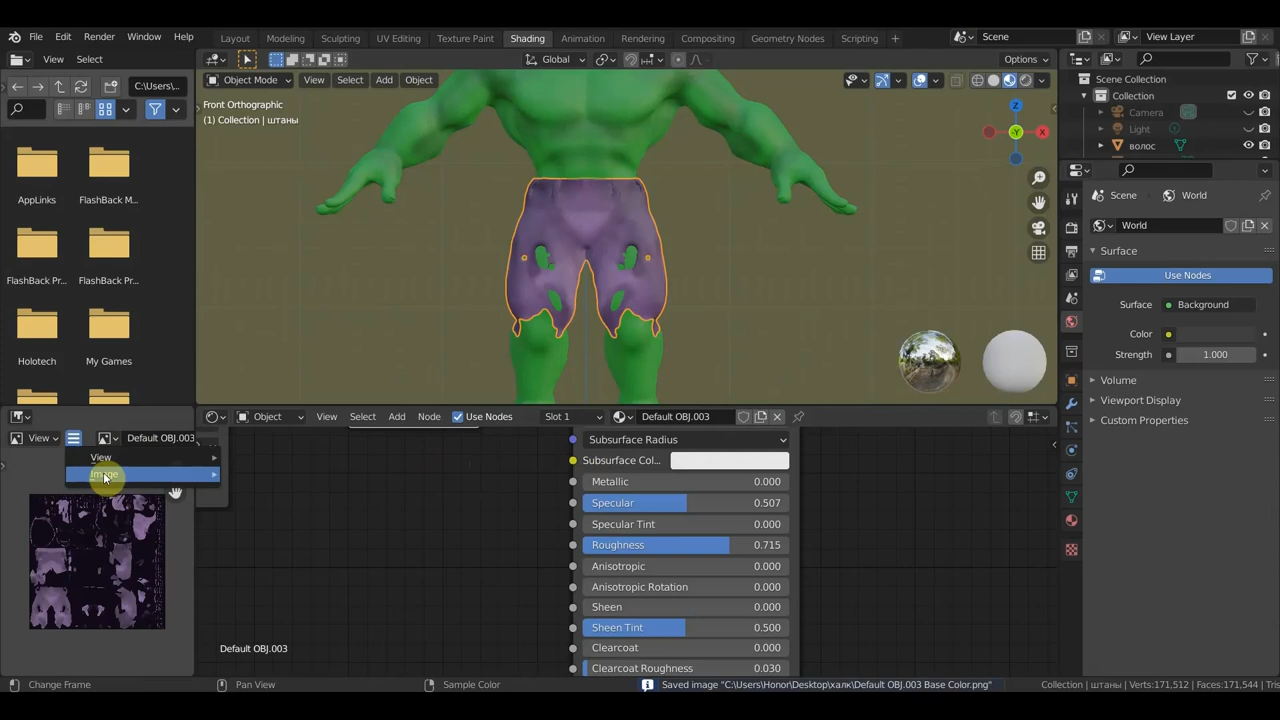 File Edit Render Window Help
Layout Modeling Sculpting UV Editing Texture Paint Shading Animation Rendering Compositing Geometry Nodes Scripting
Scene
View Layer
View Select
Global
Options
C:\Users\...
Object Mode View Select Add Object
Scene Collection
Collection
Camera
Light
волос
Front Orthographic
(1) Collection | штаны
Z
-Y
X
AppLinks
FlashBack M...
FlashBack Pr...
FlashBack Pr...
Holotech
My Games
Scene World
World
Surface
Use Nodes
Surface Background
Color
Strength 1.000
Volume
Viewport Display
Custom Properties
Object View Select Add Node Use Nodes Slot 1 Default OBJ.003
View Default OBJ.003
View
Image
Subsurface Radius
Subsurface Col...
Metallic 0.000
Specular 0.507
Specular Tint 0.000
Roughness 0.715
Anisotropic 0.000
Anisotropic Rotation 0.000
Sheen 0.000
Sheen Tint 0.500
Clearcoat 0.000
Clearcoat Roughness 0.030
Default OBJ.003
Change Frame
Pan View
Sample Color
Saved image "C:\Users\Honor\Desktop\халк\Default OBJ.003 Base Color.png"
Collection | штаны | Verts:171,512 | Faces:171,544 | Tris